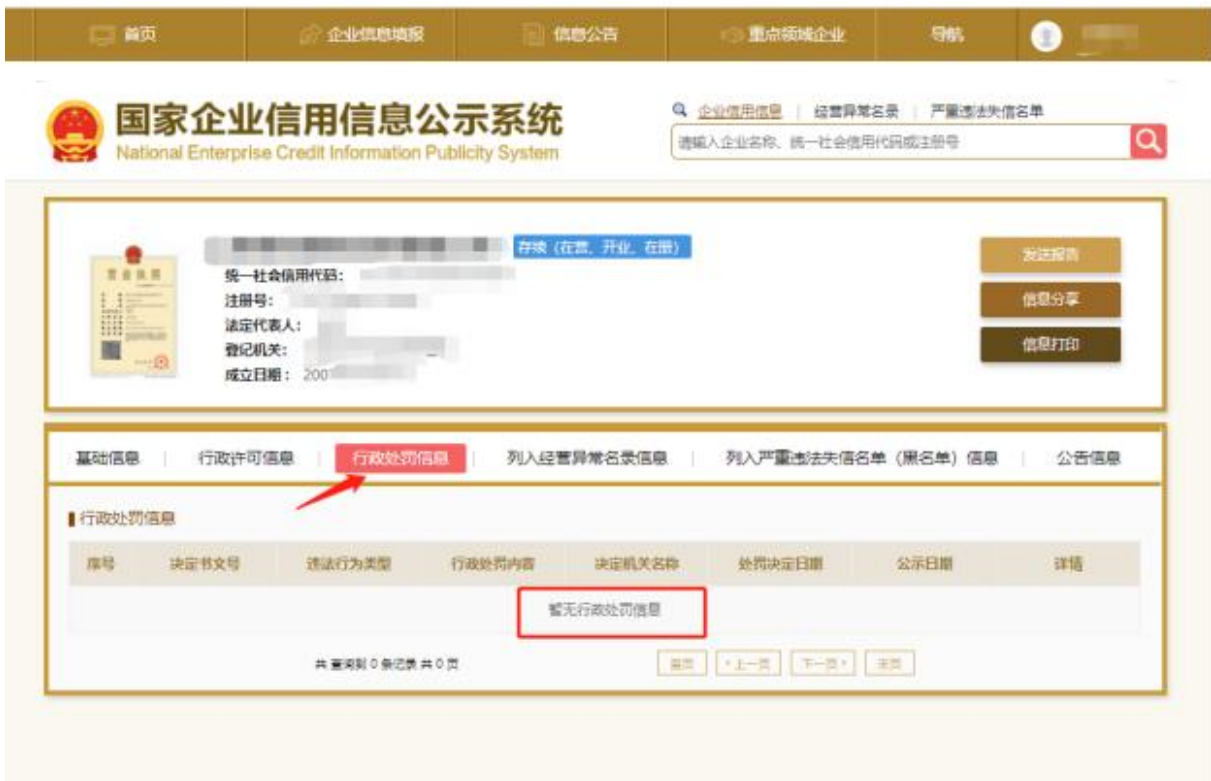 首页 企业信息填报 信息公告 重点领域企业 导航
国家企业信用信息公示系统
National Enterprise Credit Information Publicity System
企业信用信息 | 经营异常名录 | 严重违法失信名单
请输入企业名称、统一社会信用代码或注册号
存续（在营、开业、在册）
统一社会信用代码：
注册号：
法定代表人：
登记机关：
成立日期： 200
发送报告
信息分享
信息打印
营业执照
基础信息 | 行政许可信息 | 行政处罚信息 | 列入经营异常名录信息 | 列入严重违法失信名单（黑名单）信息 | 公告信息
行政处罚信息
序号 决定书文号 违法行为类型 行政处罚内容 决定机关名称 处罚决定日期 公示日期 详情
暂无行政处罚信息
共 查询到 0 条记录 共 0 页 首页 上一页 下一页 末页